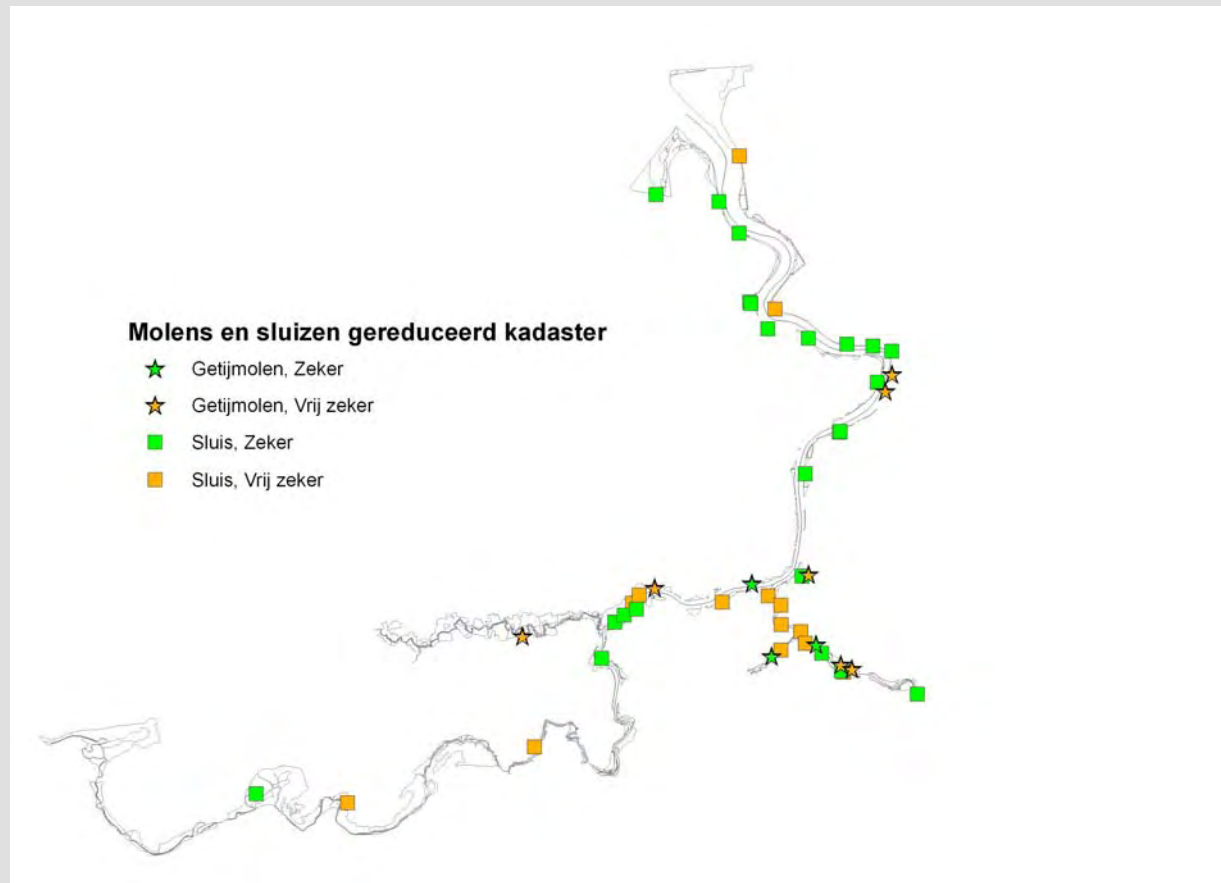 Molens en sluizen gereduceerd kadaster
Getijmolen, Zeker
Getijmolen, Vrij zeker
Sluis, Zeker
Sluis, Vrij zeker